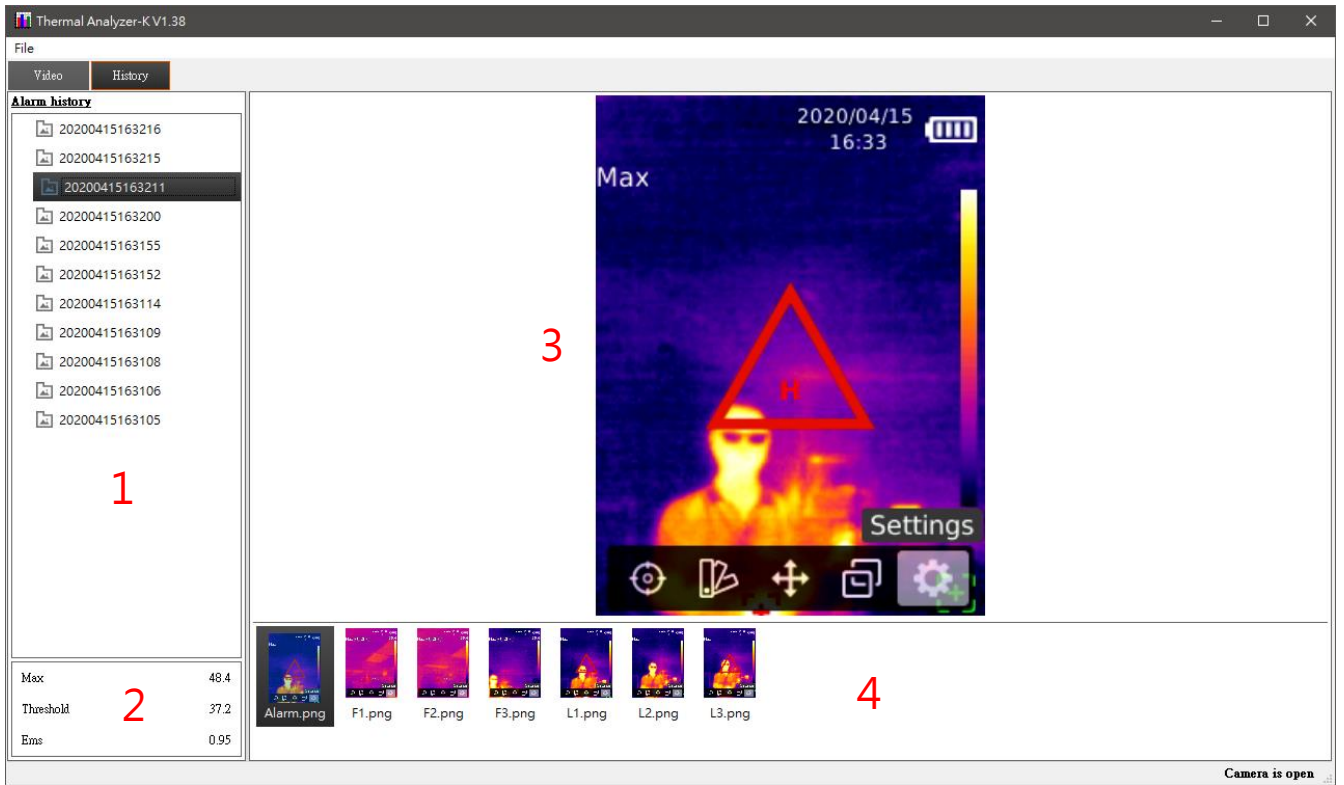 Thermal Analyzer-K V1.38
File
Video
History
Alarm history
20200415163216
20200415163215
20200415163211
20200415163200
20200415163155
20200415163152
20200415163114
20200415163109
20200415163108
20200415163106
20200415163105
1
Max 48.4
Threshold 37.2
Ems 0.95
2
2020/04/15
16:33
Max
H
3
Settings
Alarm.png
F1.png
F2.png
F3.png
L1.png
L2.png
L3.png
4
Camera is open